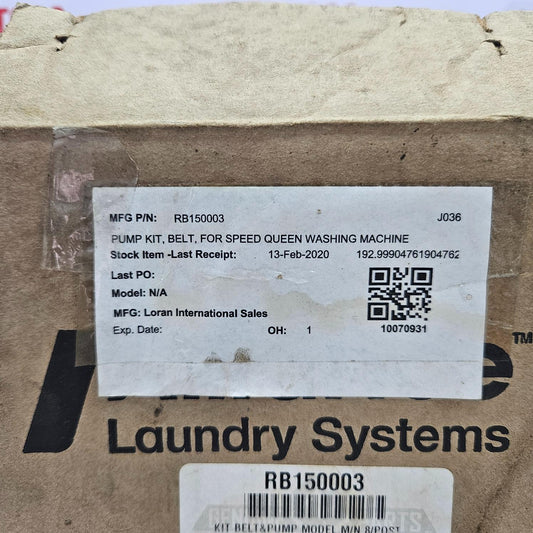 MFG P/N: RB150003 J036
PUMP KIT, BELT, FOR SPEED QUEEN WASHING MACHINE
Stock Item -Last Receipt: 13-Feb-2020 192.99904761904762
Last PO:
Model: N/A
MFG: Loran International Sales
Exp. Date: OH: 1 10070931
TM
Laundry Systems
RB150003
KIT BELT&PUMP MODEL M/N 8/POST